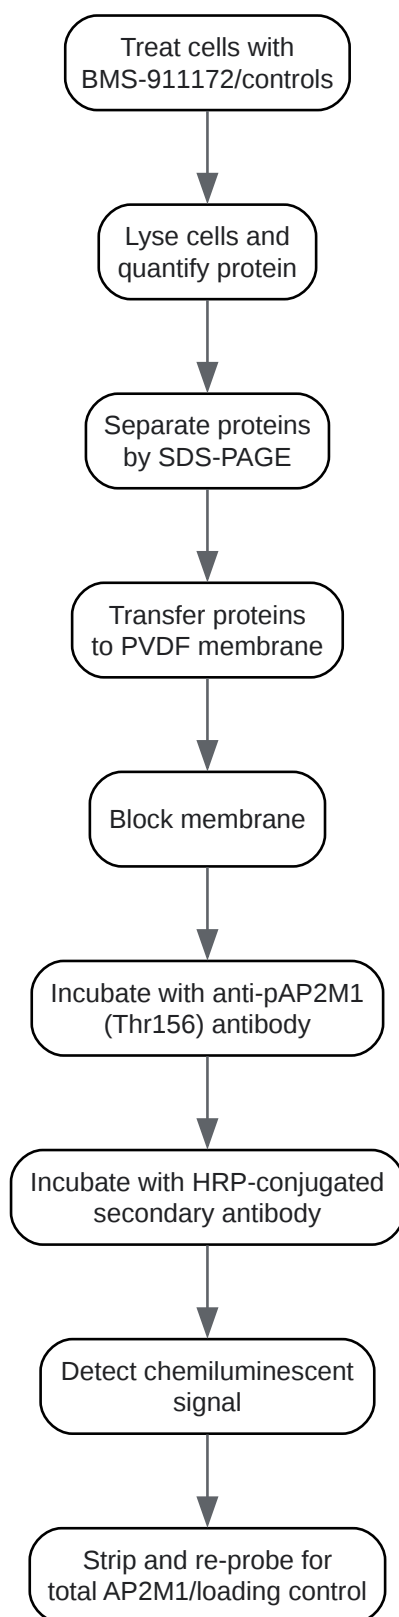 Treat cells with
BMS-911172/controls
Lyse cells and
quantify protein
Separate proteins
by SDS-PAGE
Transfer proteins
to PVDF membrane
Block membrane
Incubate with anti-pAP2M1
(Thr156) antibody
Incubate with HRP-conjugated
secondary antibody
Detect chemiluminescent
signal
Strip and re-probe for
total AP2M1/loading control